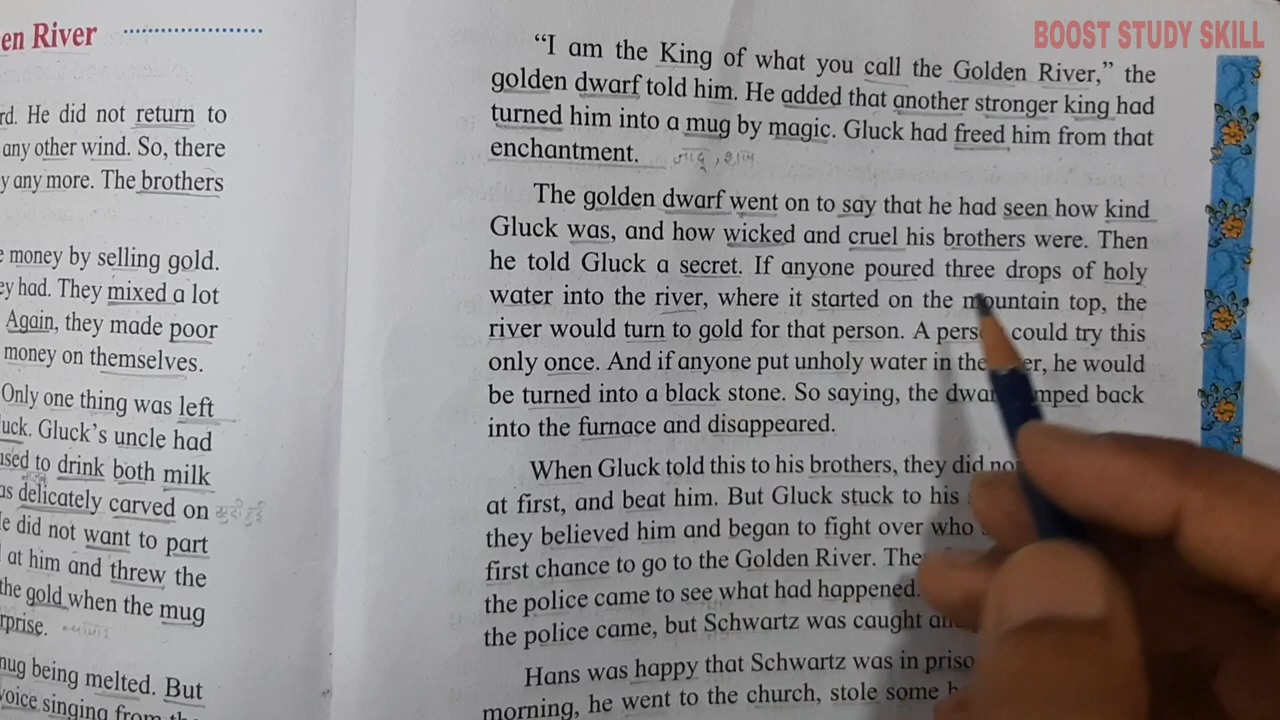 BOOST STUDY SKILL
en River
rd. He did not return to
any other wind. So, there
y any more. The brothers
money by selling gold.
ey had. They mixed a lot
Again, they made poor
money on themselves.
Only one thing was left
uck. Gluck's uncle had
used to drink both milk
as delicately carved on
He did not want to part
at him and threw the
the gold when the mug
rprise.
mug being melted. But
voice singing from the
"I am the King of what you call the Golden River," the
golden dwarf told him. He added that another stronger king had
turned him into a mug by magic. Gluck had freed him from that
enchantment.
The golden dwarf went on to say that he had seen how kind
Gluck was, and how wicked and cruel his brothers were. Then
he told Gluck a secret. If anyone poured three drops of holy
water into the river, where it started on the mountain top, the
river would turn to gold for that person. A pers could try this
only once. And if anyone put unholy water in the er, he would
be turned into a black stone. So saying, the dwar mped back
into the furnace and disappeared.
When Gluck told this to his brothers, they did no
at first, and beat him. But Gluck stuck to his
they believed him and began to fight over who
first chance to go to the Golden River. The
the police came to see what had happened.
the police came, but Schwartz was caught an
Hans was happy that Schwartz was in priso
morning, he went to the church, stole some